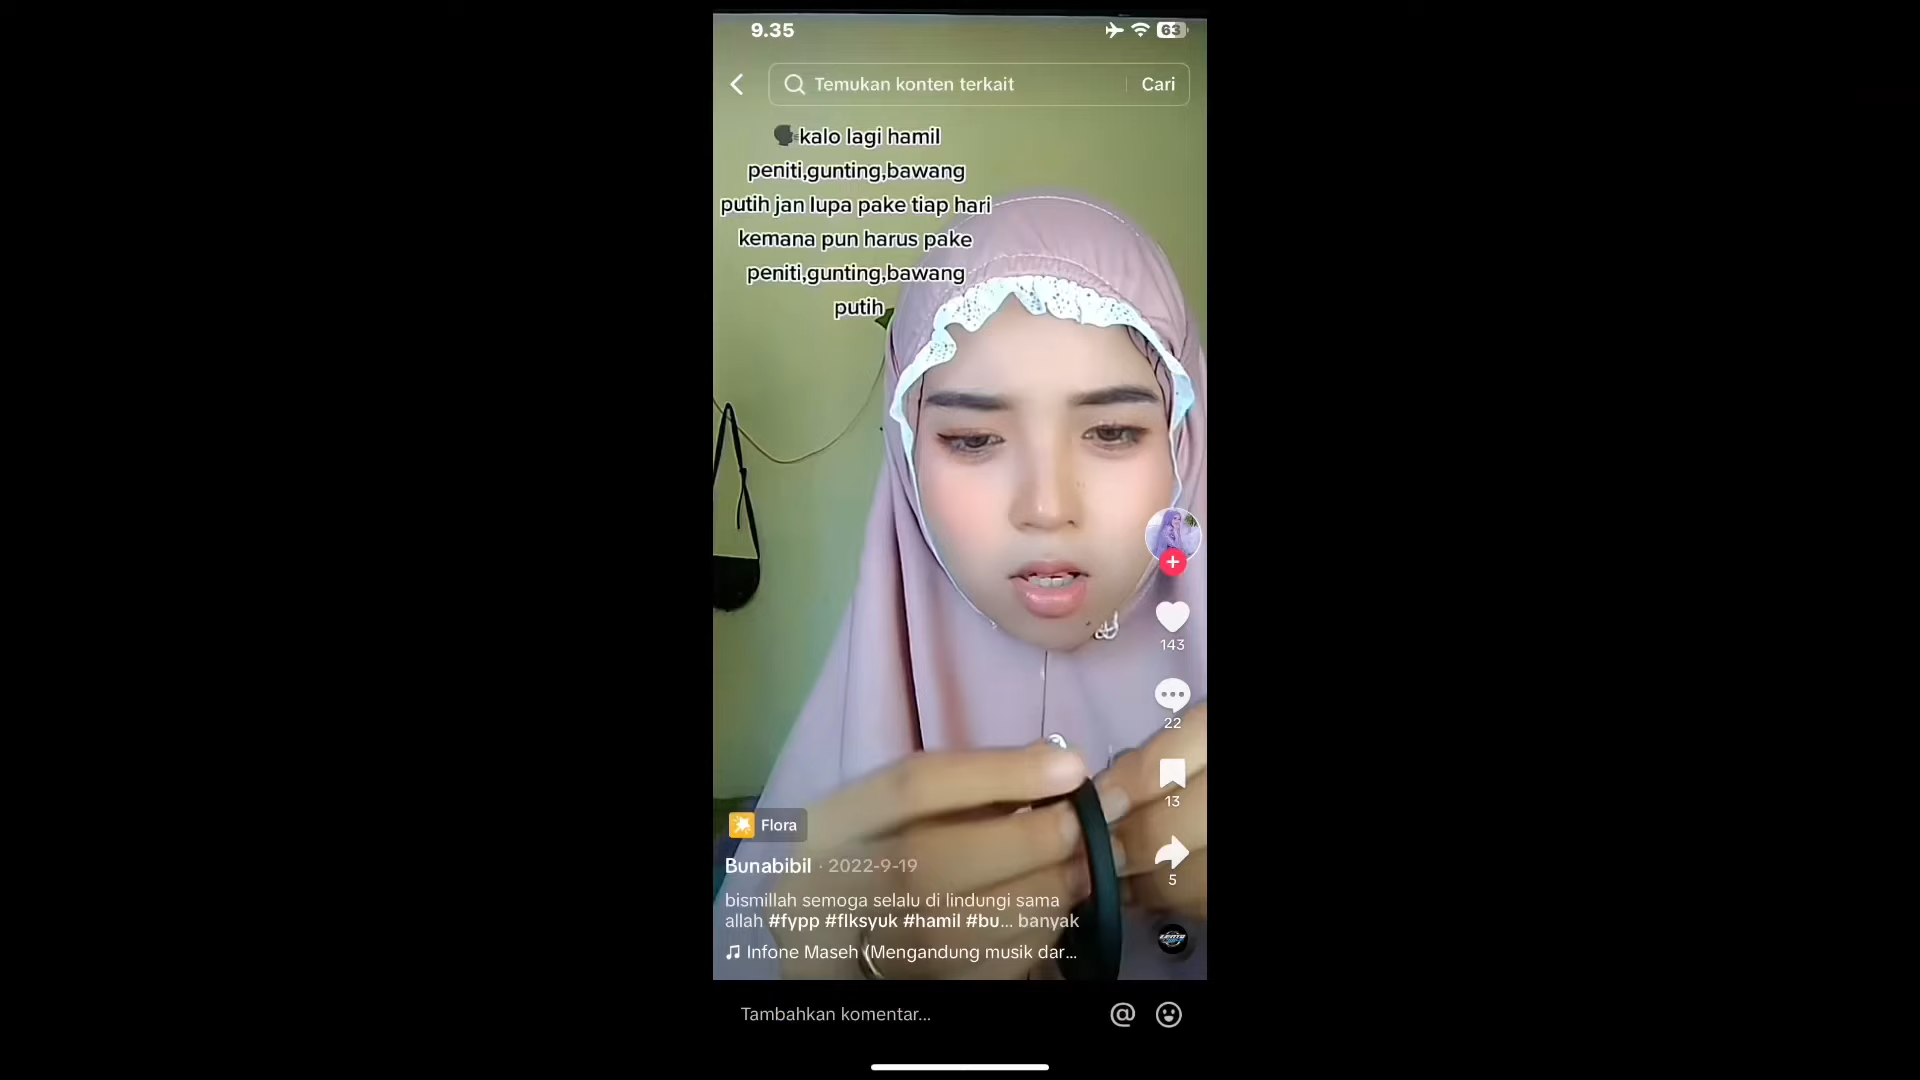 9.35
63
Temukan konten terkait
Cari
🗣kalo lagi hamil
peniti,gunting,bawang
putih jan lupa pake tiap hari
kemana pun harus pake
peniti,gunting,bawang
putih
143
22
13
5
Flora
Bunabibil · 2022-9-19
bismillah semoga selalu di lindungi sama
allah #fypp #flksyuk #hamil #bu... banyak
Infone Maseh (Mengandung musik dar...
Tambahkan komentar...
@